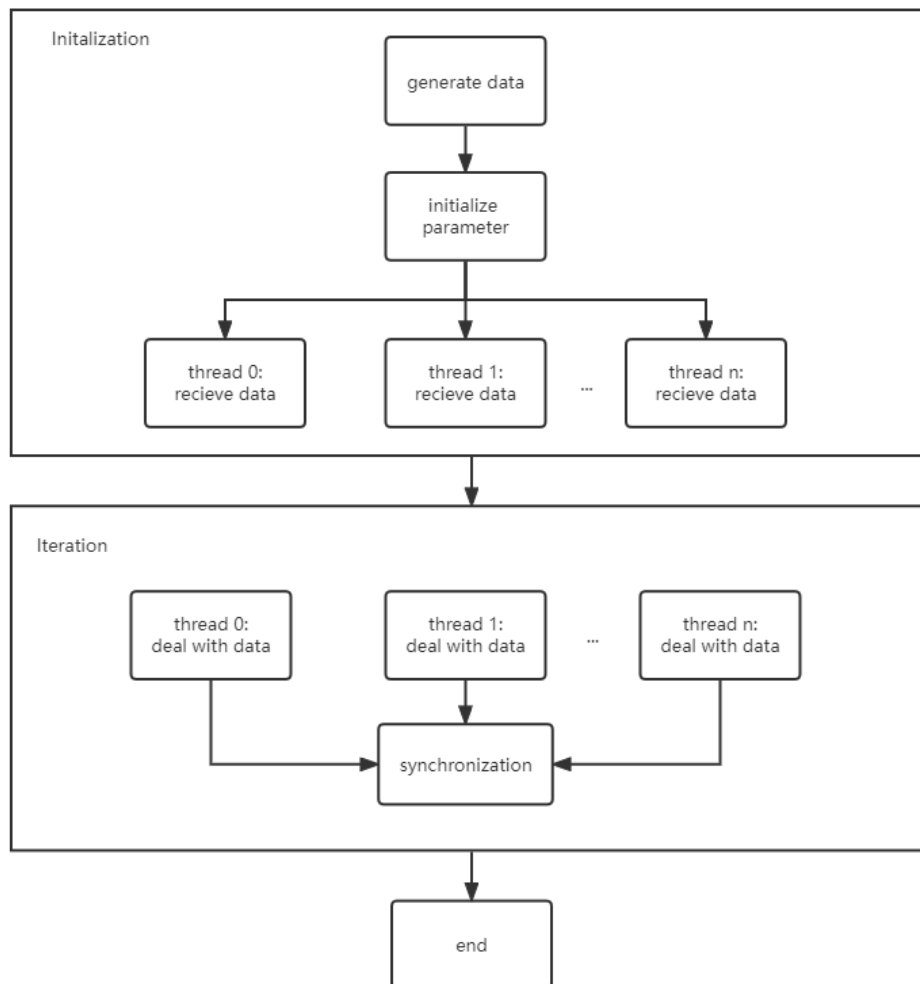 Initalization
generate data
initialize
parameter
thread 0:
recieve data
thread 1:
recieve data
...
thread n:
recieve data
Iteration
thread 0:
deal with data
thread 1:
deal with data
...
thread n:
deal with data
synchronization
end